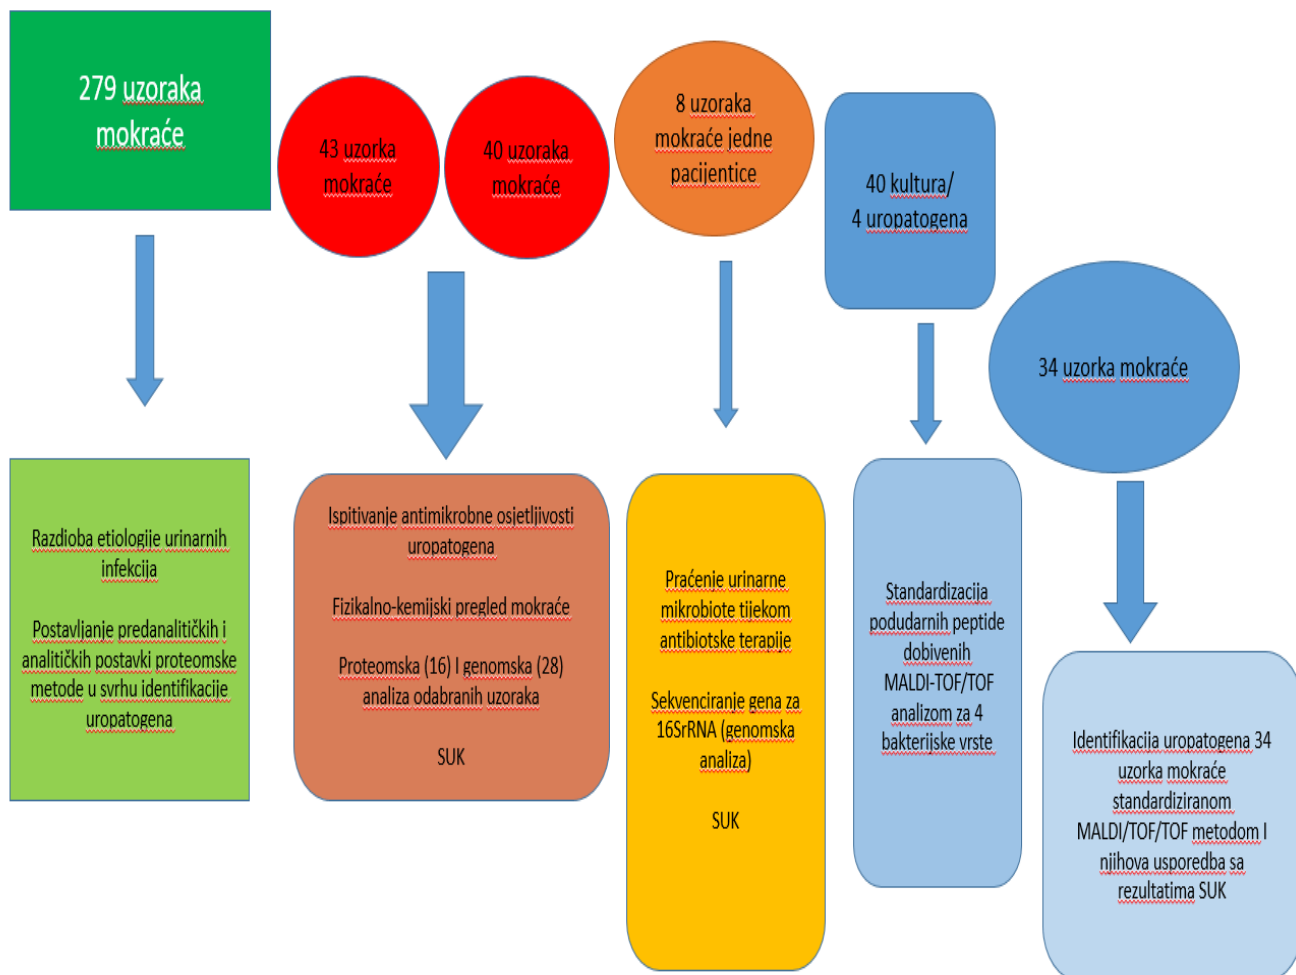 279 uzoraka
mokraće
43 uzorka
mokraće
40 uzoraka
mokraće
8 uzoraka
mokraće jedne
pacijentice
40 kultura/
4 uropatogena
34 uzorka mokraće
Razdioba etiologije urinarnih
infekcija
Postavljanje predanalitičkih i
analitičkih postavki proteomske
metode u svrhu identifikacije
uropatogena
Ispitivanje antimikrobne osjetljivosti
uropatogena
Fizikalno-kemijski pregled mokraće
Proteomska (16) I genomska (28)
analiza odabranih uzoraka
SUK
Praćenje urinarne
mikrobiote tijekom
antibiotske terapije
Sekvenciranje gena za
16SrRNA (genomska
analiza)
SUK
Standardizacija
podudarnih peptide
dobivenih
MALDI-TOF/TOF
analizom za 4
bakterijske vrste
Identifikacija uropatogena 34
uzorka mokraće
standardiziranom
MALDI/TOF/TOF metodom I
njihova usporedba sa
rezultatima SUK